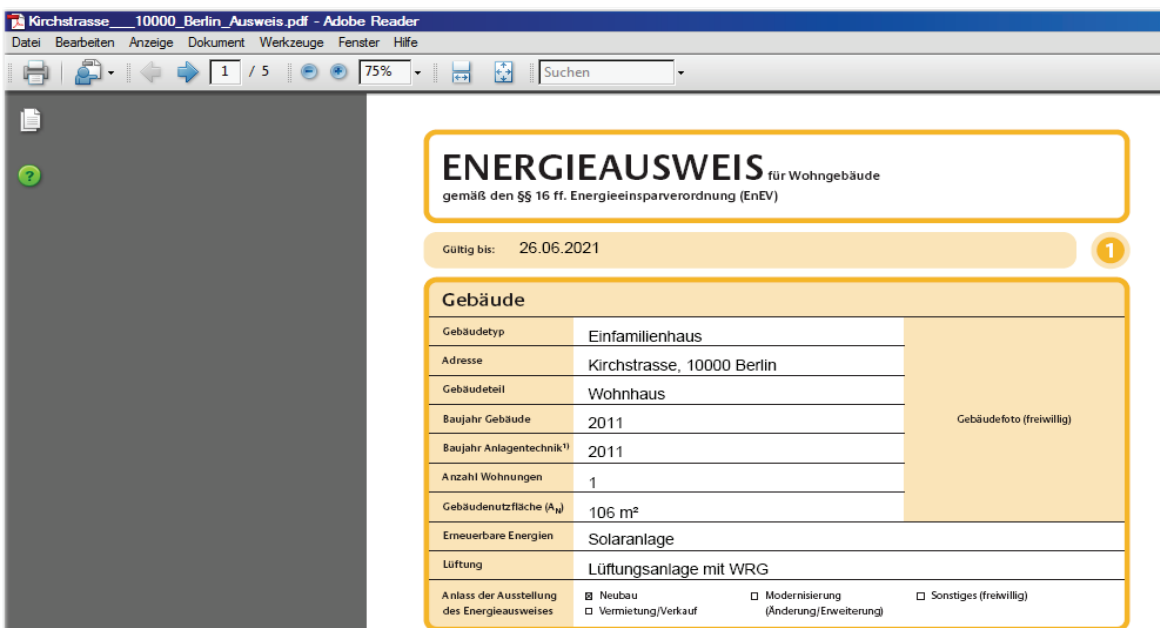 Kirchstrasse___10000_Berlin_Ausweis.pdf - Adobe Reader
Datei Bearbeiten Anzeige Dokument Werkzeuge Fenster Hilfe
1 / 5 75% Suchen
ENERGIEAUSWEIS für Wohngebäude
gemäß den §§ 16 ff. Energieeinsparverordnung (EnEV)
Gültig bis: 26.06.2021 1
Gebäude
Gebäudetyp Einfamilienhaus
Adresse Kirchstrasse, 10000 Berlin
Gebäudeteil Wohnhaus
Baujahr Gebäude 2011
Gebäudefoto (freiwillig)
Baujahr Anlagentechnik¹⁾ 2011
Anzahl Wohnungen 1
Gebäudenutzfläche (AN) 106 m²
Erneuerbare Energien Solaranlage
Lüftung Lüftungsanlage mit WRG
Anlass der Ausstellung ☒ Neubau ☐ Modernisierung ☐ Sonstiges (freiwillig)
des Energieausweises ☐ Vermietung/Verkauf (Änderung/Erweiterung)